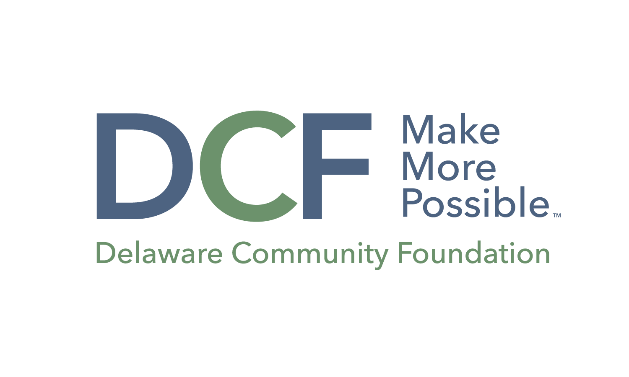 DCF
Make
More
Possible™
Delaware Community Foundation